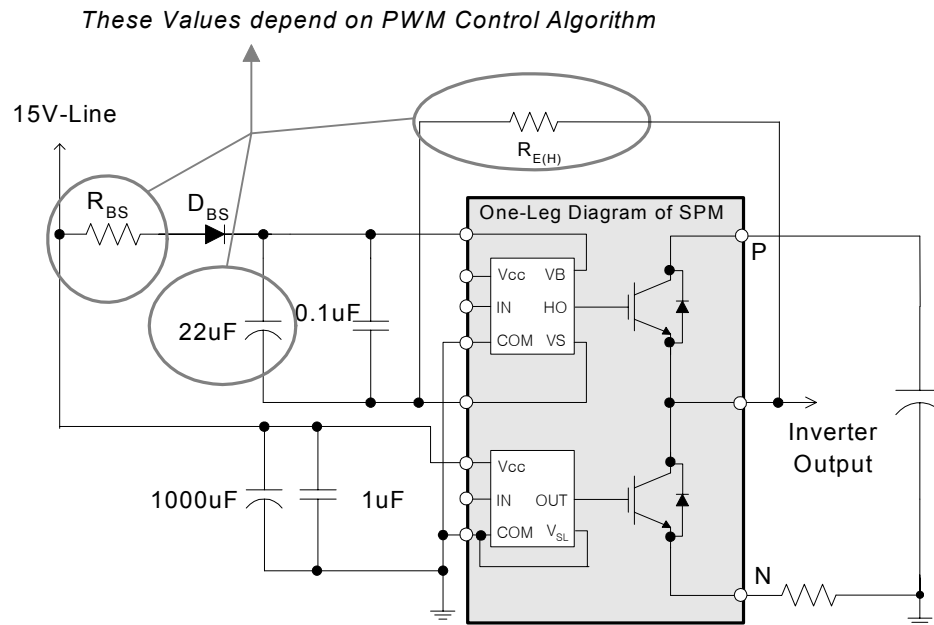 These Values depend on PWM Control Algorithm
15V-Line
R_E(H)
R_BS
D_BS
One-Leg Diagram of SPM
P
Vcc
VB
IN
HO
COM
VS
22uF
0.1uF
Inverter
Output
Vcc
IN
OUT
COM
V_SL
1000uF
1uF
N